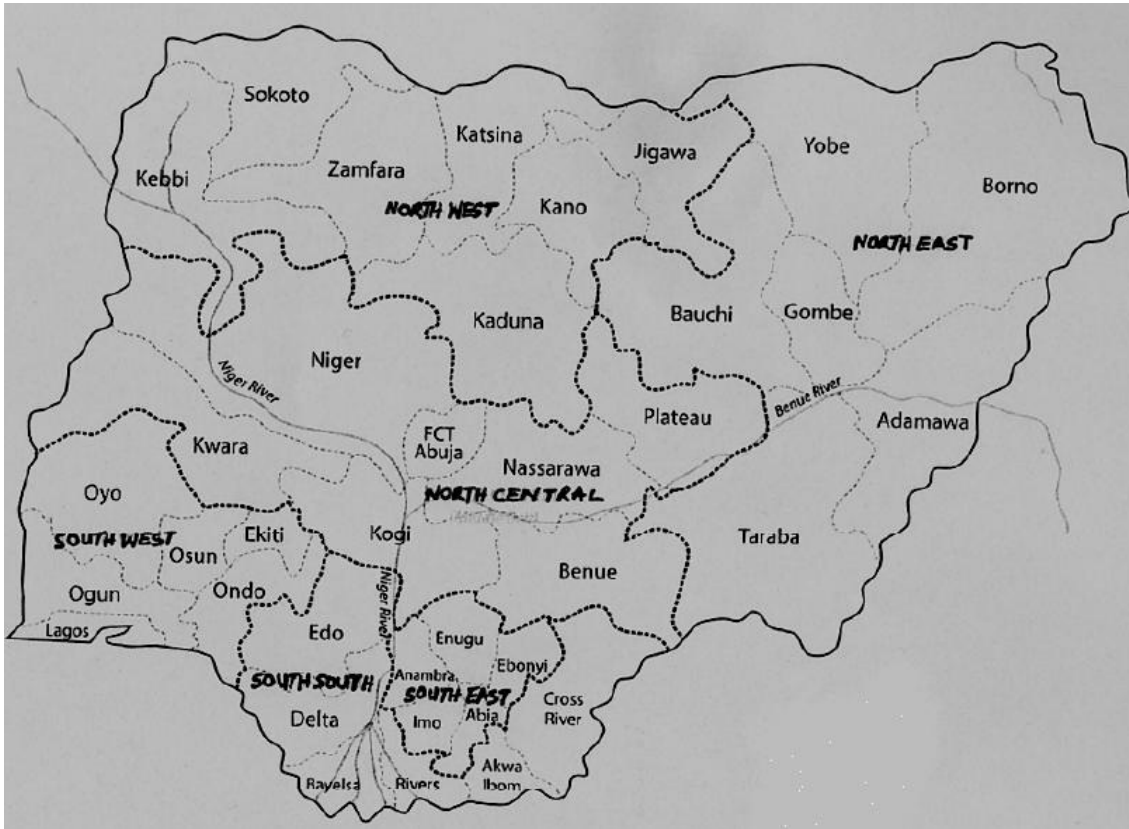 Sokoto
Katsina
Jigawa
Yobe
Kebbi
Zamfara
Borno
NORTH WEST
Kano
NORTH EAST
Bauchi
Gombe
Kaduna
Niger
Niger River
Benue River
Plateau
Adamawa
FCT
Abuja
Kwara
Nassarawa
NORTH CENTRAL
Oyo
SOUTH WEST
Ekiti
Kogi
Osun
Taraba
Benue
Ogun
Ondo
Niger River
Lagos
Edo
Enugu
Ebonyi
Anambra
SOUTH SOUTH
SOUTH EAST
Cross
River
Delta
Imo
Abia
Akwa
Ibom
Bayelsa
Rivers